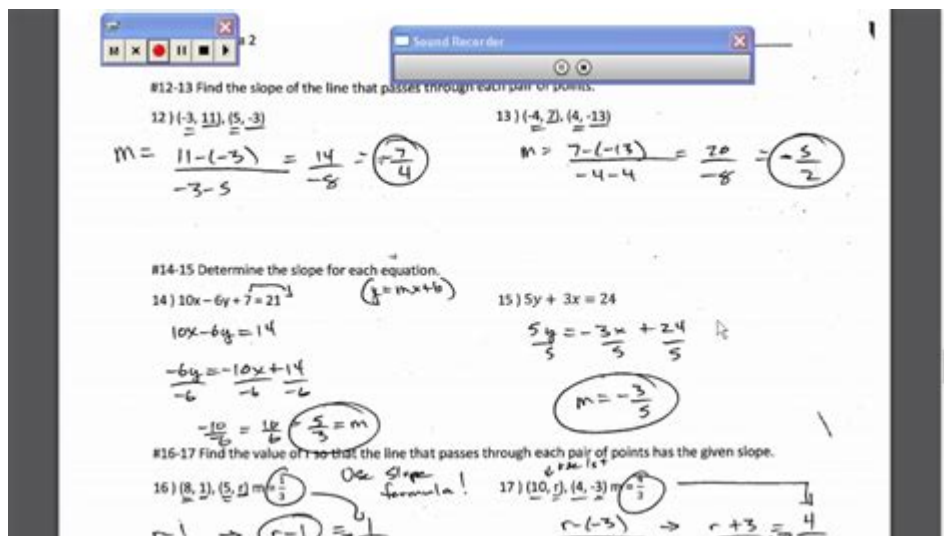 a 2
Sound Recorder
#12-13 Find the slope of the line that passes through each pair of points.
12 ) (-3, 11), (5, -3)
13 ) (-4, 7), (4, -13)
m = 11-(-3) / -3-5 = 14/-8 = -7/4
m = 7-(-13) / -4-4 = 20/-8 = -5/2
#14-15 Determine the slope for each equation.
14 ) 10x – 6y + 7 = 21
(y=mx+b)
15 ) 5y + 3x = 24
10x-6y=14
-6y/-6 = -10x/-6 + 14/-6
-10/-6 = 10/6 = 5/3 = m
5y/5 = -3x/5 + 24/5
m = -3/5
#16-17 Find the value of r so that the line that passes through each pair of points has the given slope.
16 ) (8, 1), (5, r) m = 1/3
Use slope formula!
17 ) (10, r), (4, -3) m = 4/3
r-1 → r-1 = 1
r-(-3) → r+3 = 4